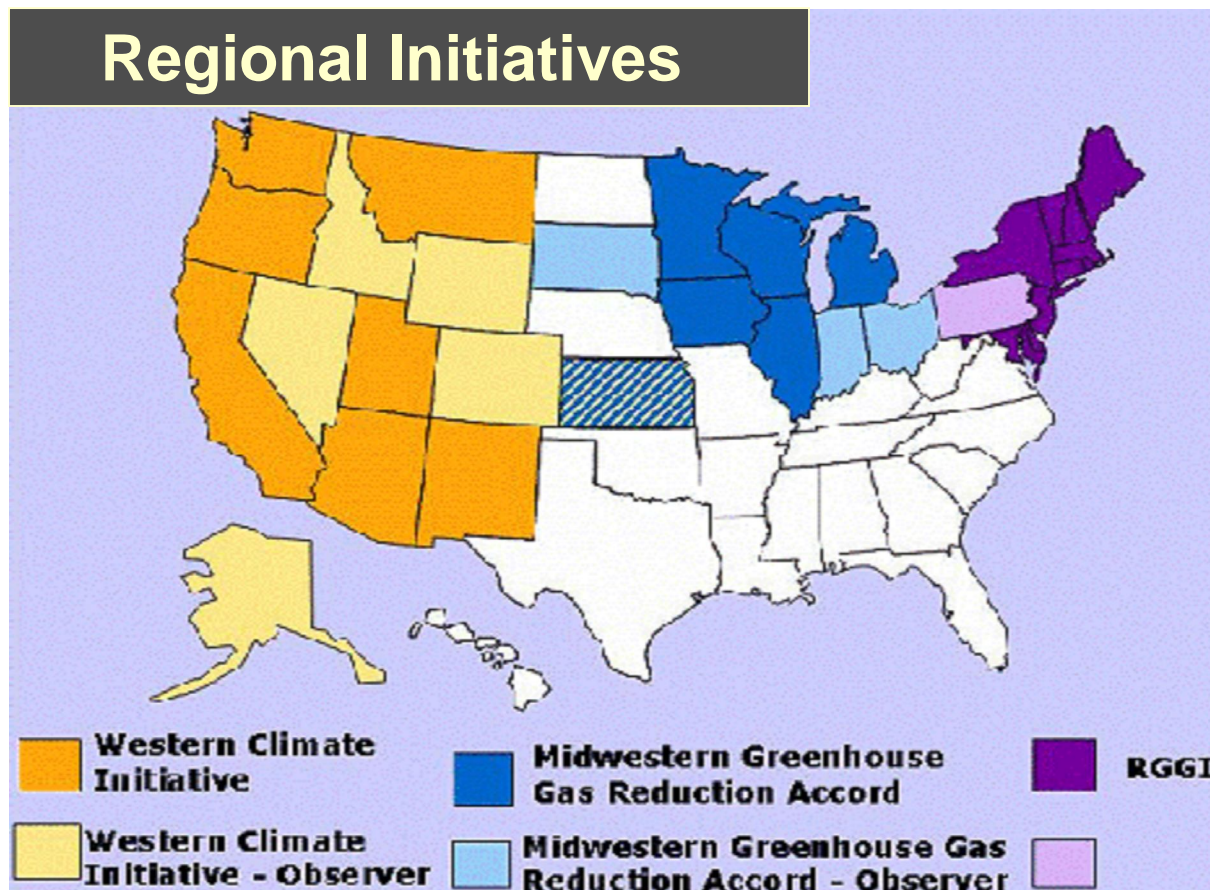 Regional Initiatives
Western Climate
Initiative
Midwestern Greenhouse
Gas Reduction Accord
RGGI
Western Climate
Initiative - Observer
Midwestern Greenhouse Gas
Reduction Accord - Observer